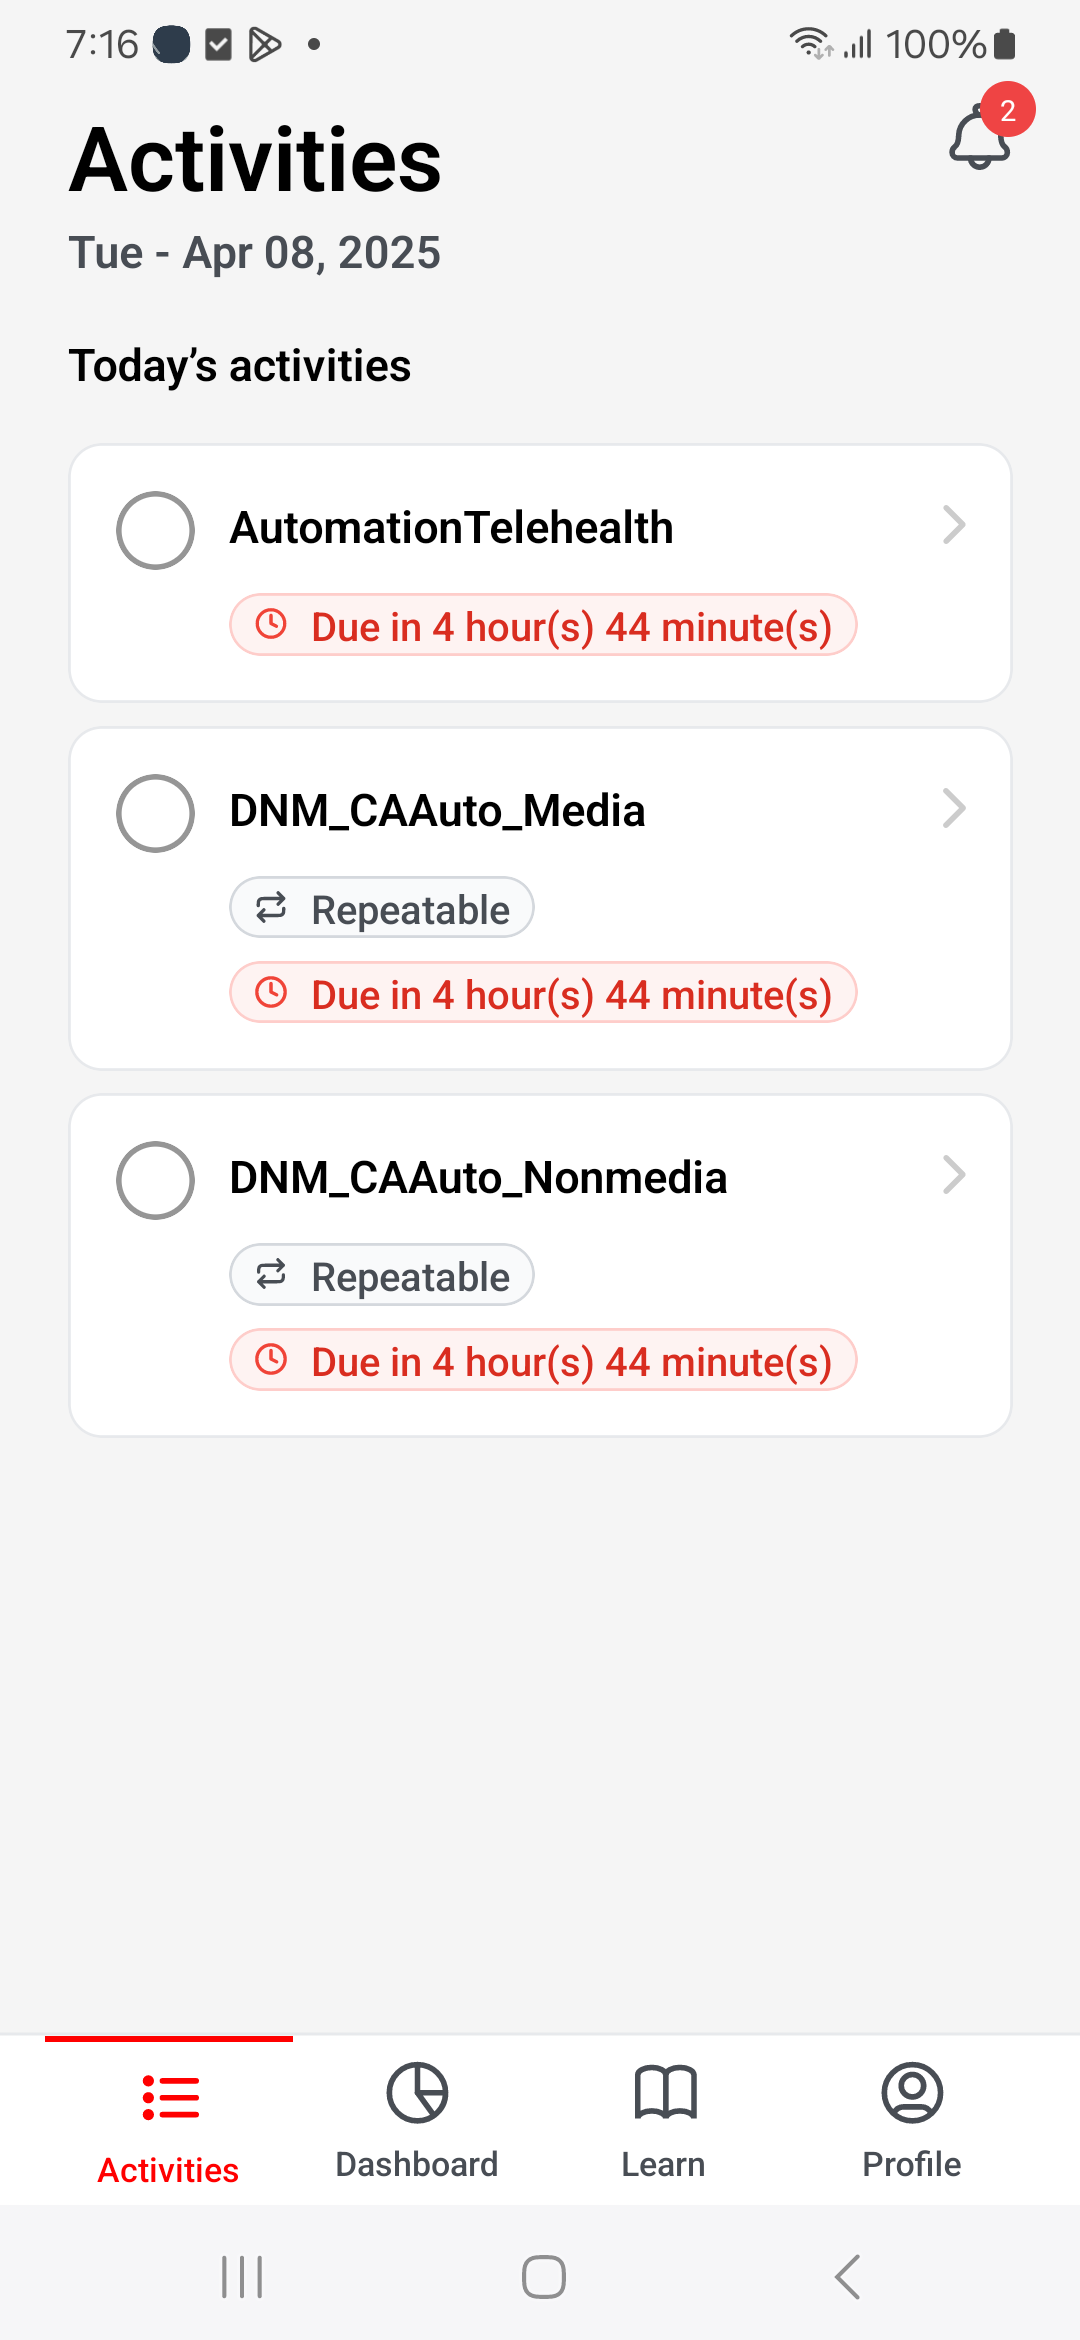 7:16
100%
2
Activities
Tue - Apr 08, 2025
Today’s activities
AutomationTelehealth
Due in 4 hour(s) 44 minute(s)
DNM_CAAuto_Media
Repeatable
Due in 4 hour(s) 44 minute(s)
DNM_CAAuto_Nonmedia
Repeatable
Due in 4 hour(s) 44 minute(s)
Activities
Dashboard
Learn
Profile